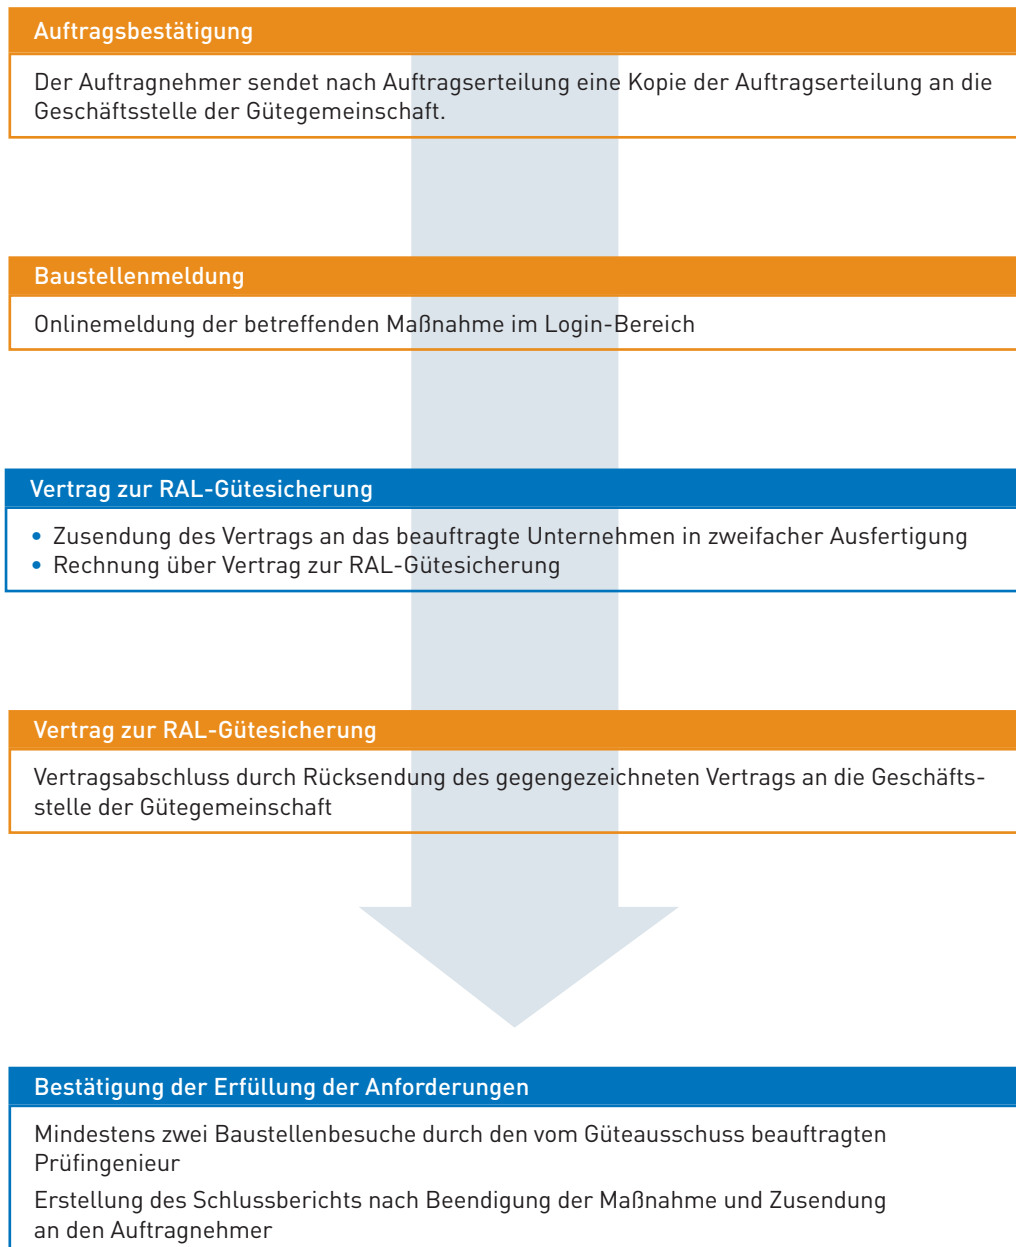 Auftragsbestätigung
Der Auftragnehmer sendet nach Auftragserteilung eine Kopie der Auftragserteilung an die
Geschäftsstelle der Gütegemeinschaft.
Baustellenmeldung
Onlinemeldung der betreffenden Maßnahme im Login-Bereich
Vertrag zur RAL-Gütesicherung
• Zusendung des Vertrags an das beauftragte Unternehmen in zweifacher Ausfertigung
• Rechnung über Vertrag zur RAL-Gütesicherung
Vertrag zur RAL-Gütesicherung
Vertragsabschluss durch Rücksendung des gegengezeichneten Vertrags an die Geschäfts-
stelle der Gütegemeinschaft
Bestätigung der Erfüllung der Anforderungen
Mindestens zwei Baustellenbesuche durch den vom Güteausschuss beauftragten
Prüfingenieur
Erstellung des Schlussberichts nach Beendigung der Maßnahme und Zusendung
an den Auftragnehmer